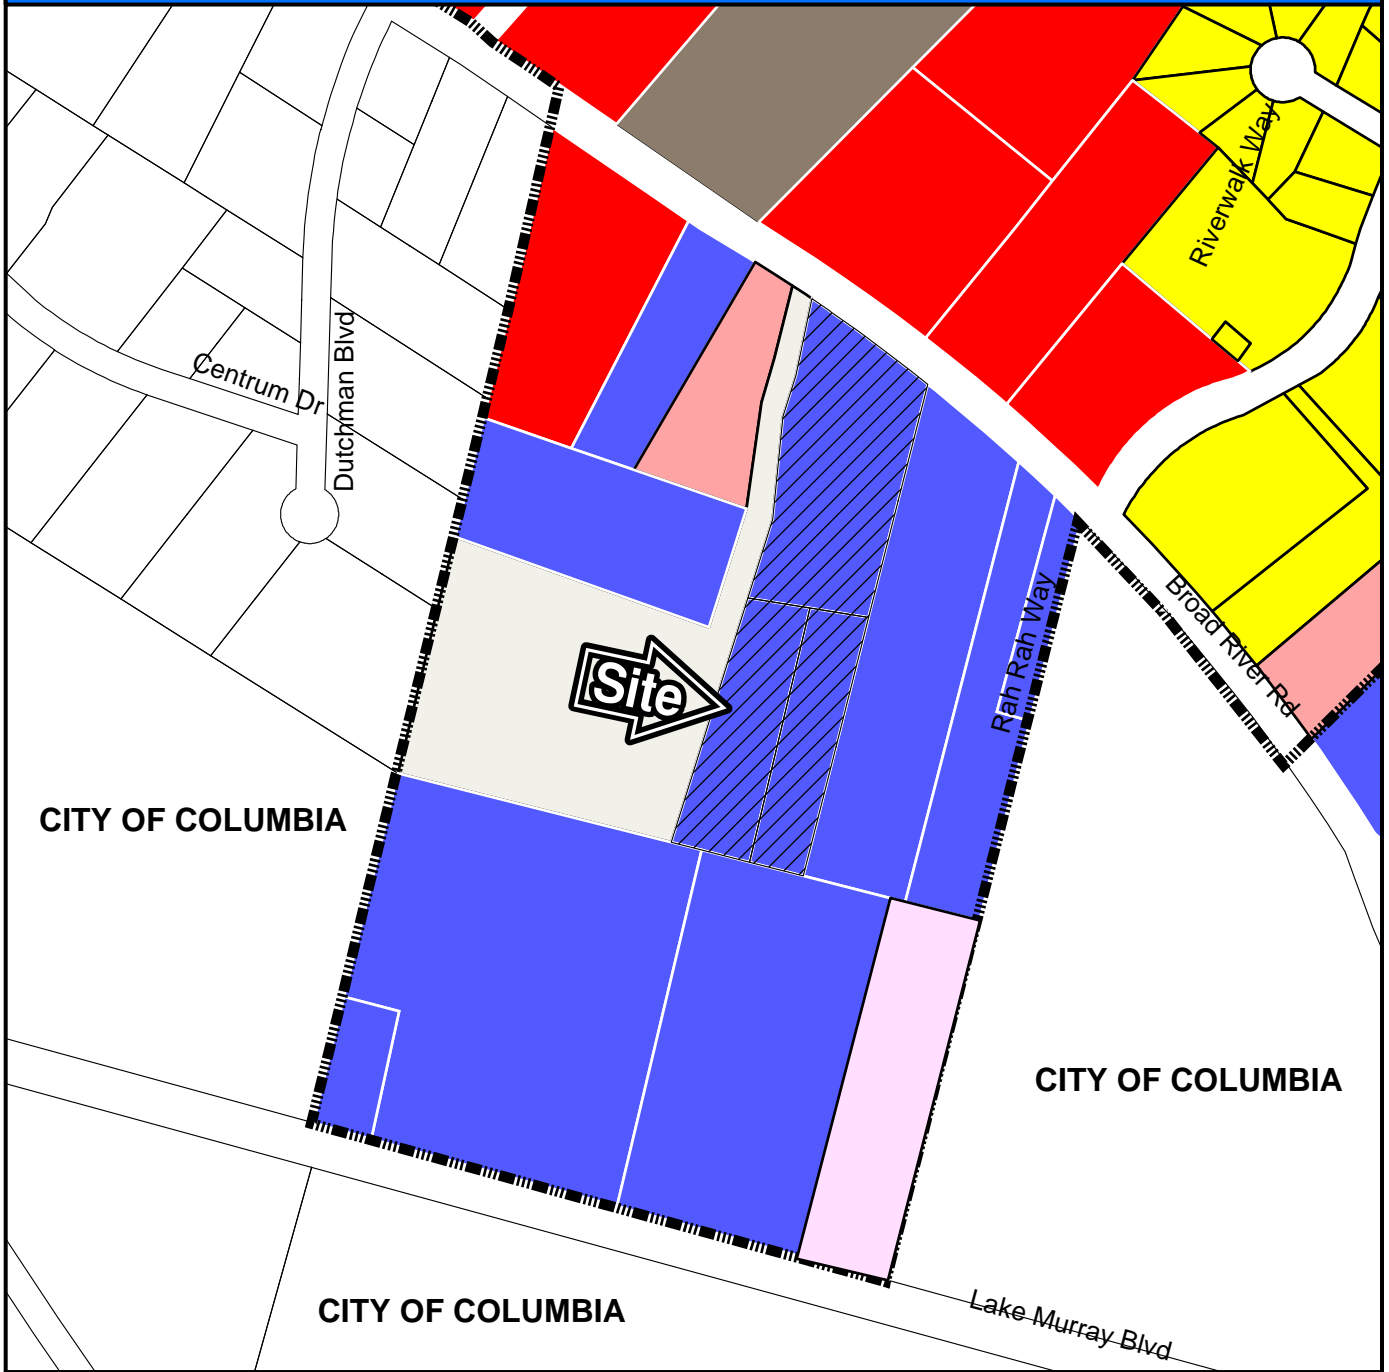 Riverwalk Way
Centrum Dr
Dutchman Blvd
Rah Rah Way
Broad River Rd
Site
CITY OF COLUMBIA
CITY OF COLUMBIA
CITY OF COLUMBIA
Lake Murray Blvd